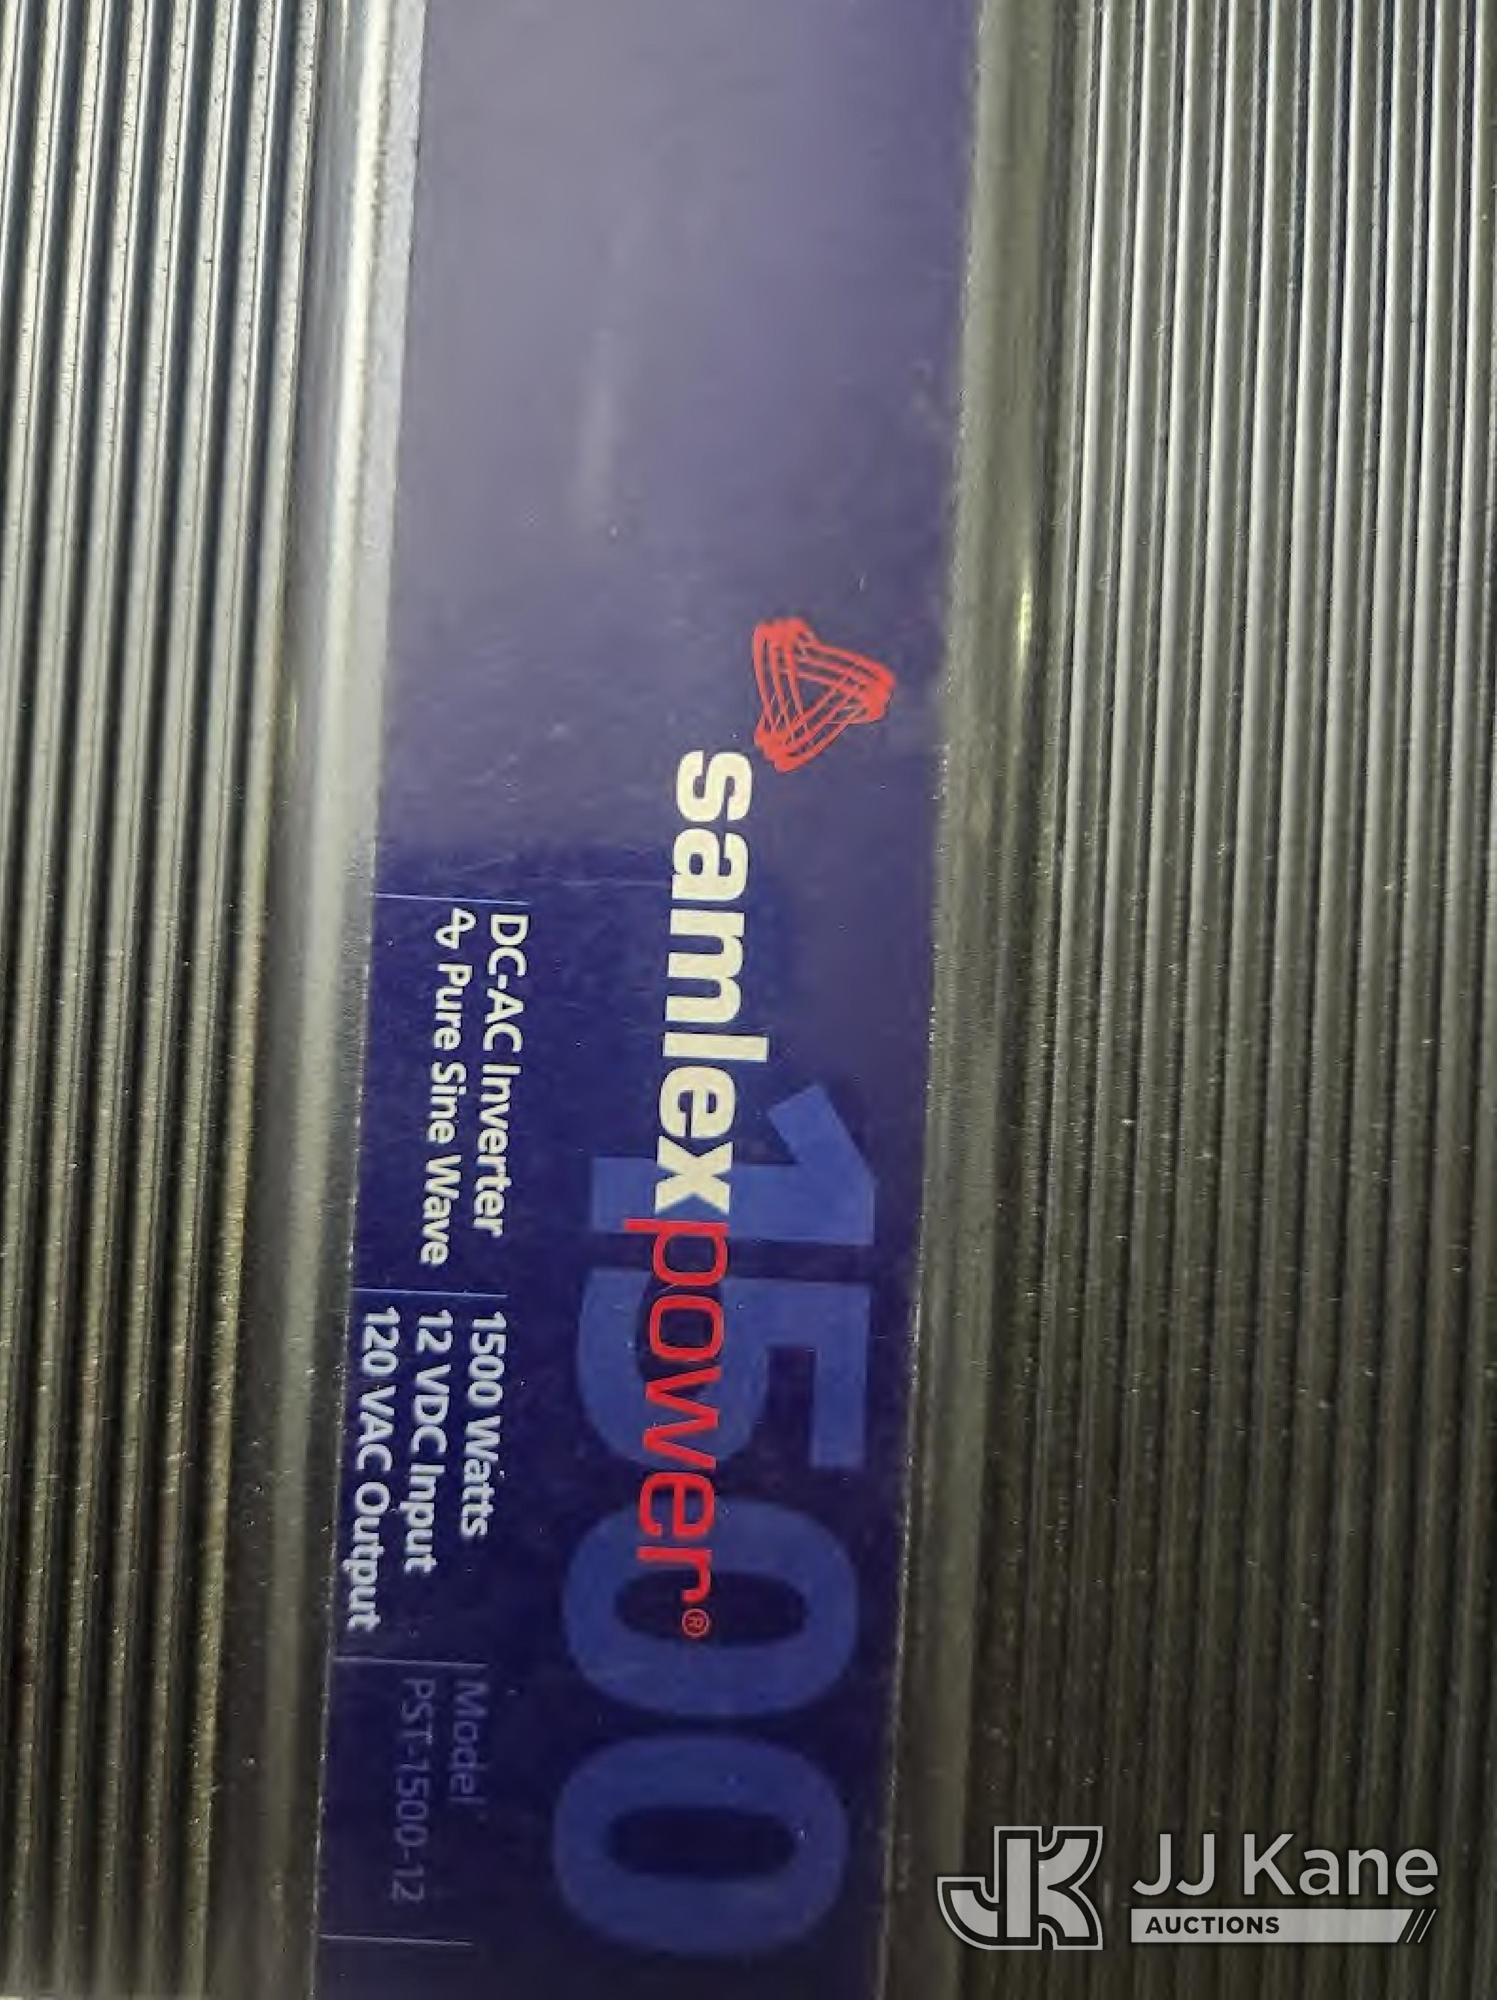 samlexpower®
1500
DC-AC Inverter
Pure Sine Wave
1500 Watts
12 VDC Input
120 VAC Output
Model
PST-1500-12
JK
JJ Kane
AUCTIONS